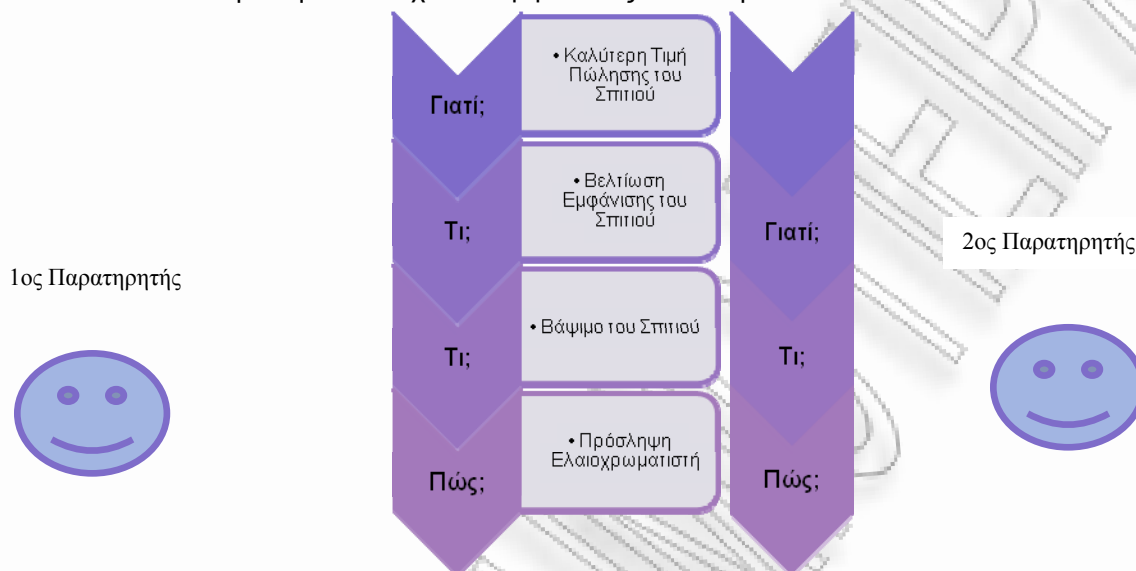 Γιατί;
• Καλύτερη Τιμή
Πώλησης του
Σπιτιού
Τι;
• Βελτίωση
Εμφάνισης του
Σπιτιού
Γιατί;
2ος Παρατηρητής
1ος Παρατηρητής
Τι;
• Βάψιμο του Σπιτιού
Τι;
Πώς;
• Πρόσληψη
Ελαιοχρωματιστή
Πώς;